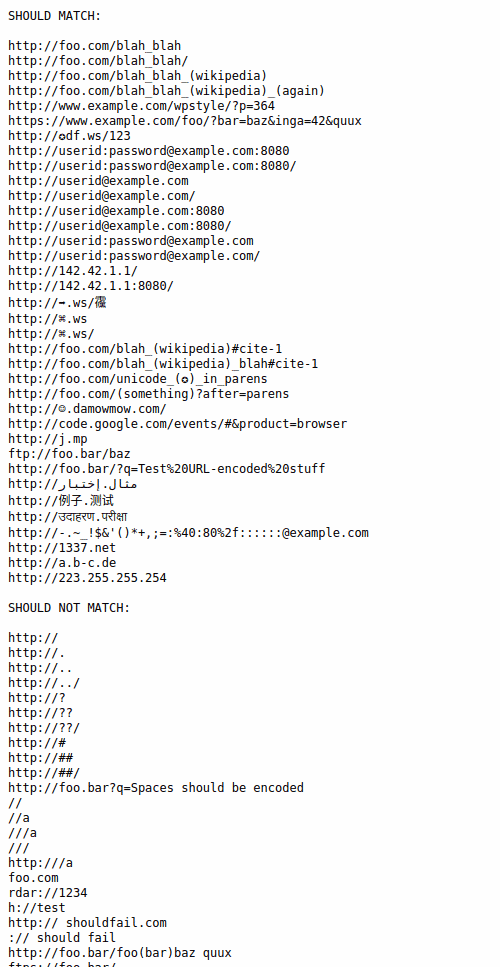 SHOULD MATCH:
http://foo.com/blah_blah
http://foo.com/blah_blah/
http://foo.com/blah_blah_(wikipedia)
http://foo.com/blah_blah_(wikipedia)_(again)
http://www.example.com/wpstyle/?p=364
https://www.example.com/foo/?bar=baz&inga=42&quux
http://✪df.ws/123
http://userid:password@example.com:8080
http://userid:password@example.com:8080/
http://userid@example.com
http://userid@example.com/
http://userid@example.com:8080
http://userid@example.com:8080/
http://userid:password@example.com
http://userid:password@example.com/
http://142.42.1.1/
http://142.42.1.1:8080/
http://➡.ws/䨹
http://⌘.ws
http://⌘.ws/
http://foo.com/blah_(wikipedia)#cite-1
http://foo.com/blah_(wikipedia)_blah#cite-1
http://foo.com/unicode_(✪)_in_parens
http://foo.com/(something)?after=parens
http://☺.damowmow.com/
http://code.google.com/events/#&product=browser
http://j.mp
ftp://foo.bar/baz
http://foo.bar/?q=Test%20URL-encoded%20stuff
http://مثال.إختبار
http://例子.测试
http://उदाहरण.परीक्षा
http://-.~_!$&'()*+,;=:%40:80%2f::::::@example.com
http://1337.net
http://a.b-c.de
http://223.255.255.254
SHOULD NOT MATCH:
http://
http://.
http://..
http://../
http://?
http://??
http://??/
http://#
http://##
http://##/
http://foo.bar?q=Spaces should be encoded
//
//a
///a
///
http:///a
foo.com
rdar://1234
h://test
http:// shouldfail.com
:// should fail
http://foo.bar/foo(bar)baz quux
ftps://foo.bar/